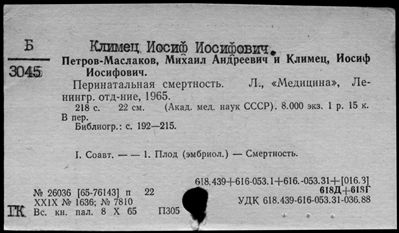 Б Климец Иосиф Иосифович.
3045 Петров-Маслаков, Михаил Андреевич и Климец, Иосиф
Иосифович.
Перинатальная смертность. Л., «Медицина», Ле-
нингр. отд-ние, 1965.
218 с. 22 см. (Акад. мед. наук СССР). 8.000 экз. 1 р. 15 к.
В пер.
Библиогр.: с. 192—215.
I. Соавт. — — 1. Плод (эмбриол.) — Смертность.
618.439+616-053.1+616.-053.31+[016.3]
№ 26036 [65-76143] п 22 618Д+618Г
XXIX № 1636; № 7810 УДК 618.439-616-053.31-036.88
ГК Вс. кн. пал. 8 X 65 П305